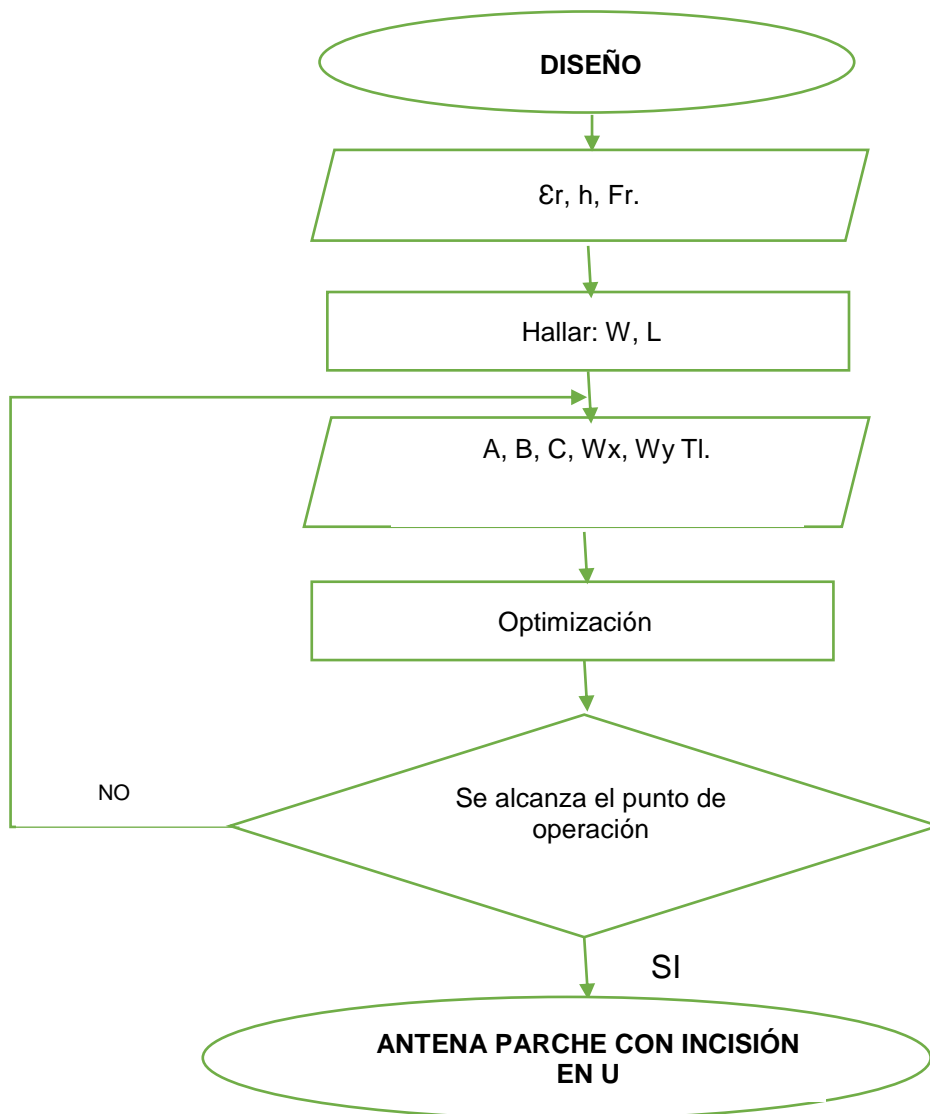 DISEÑO
Ɛr, h, Fr.
Hallar: W, L
A, B, C, Wx, Wy Tl.
Optimización
Se alcanza el punto de
operación
NO
SI
ANTENA PARCHE CON INCISIÓN
EN U